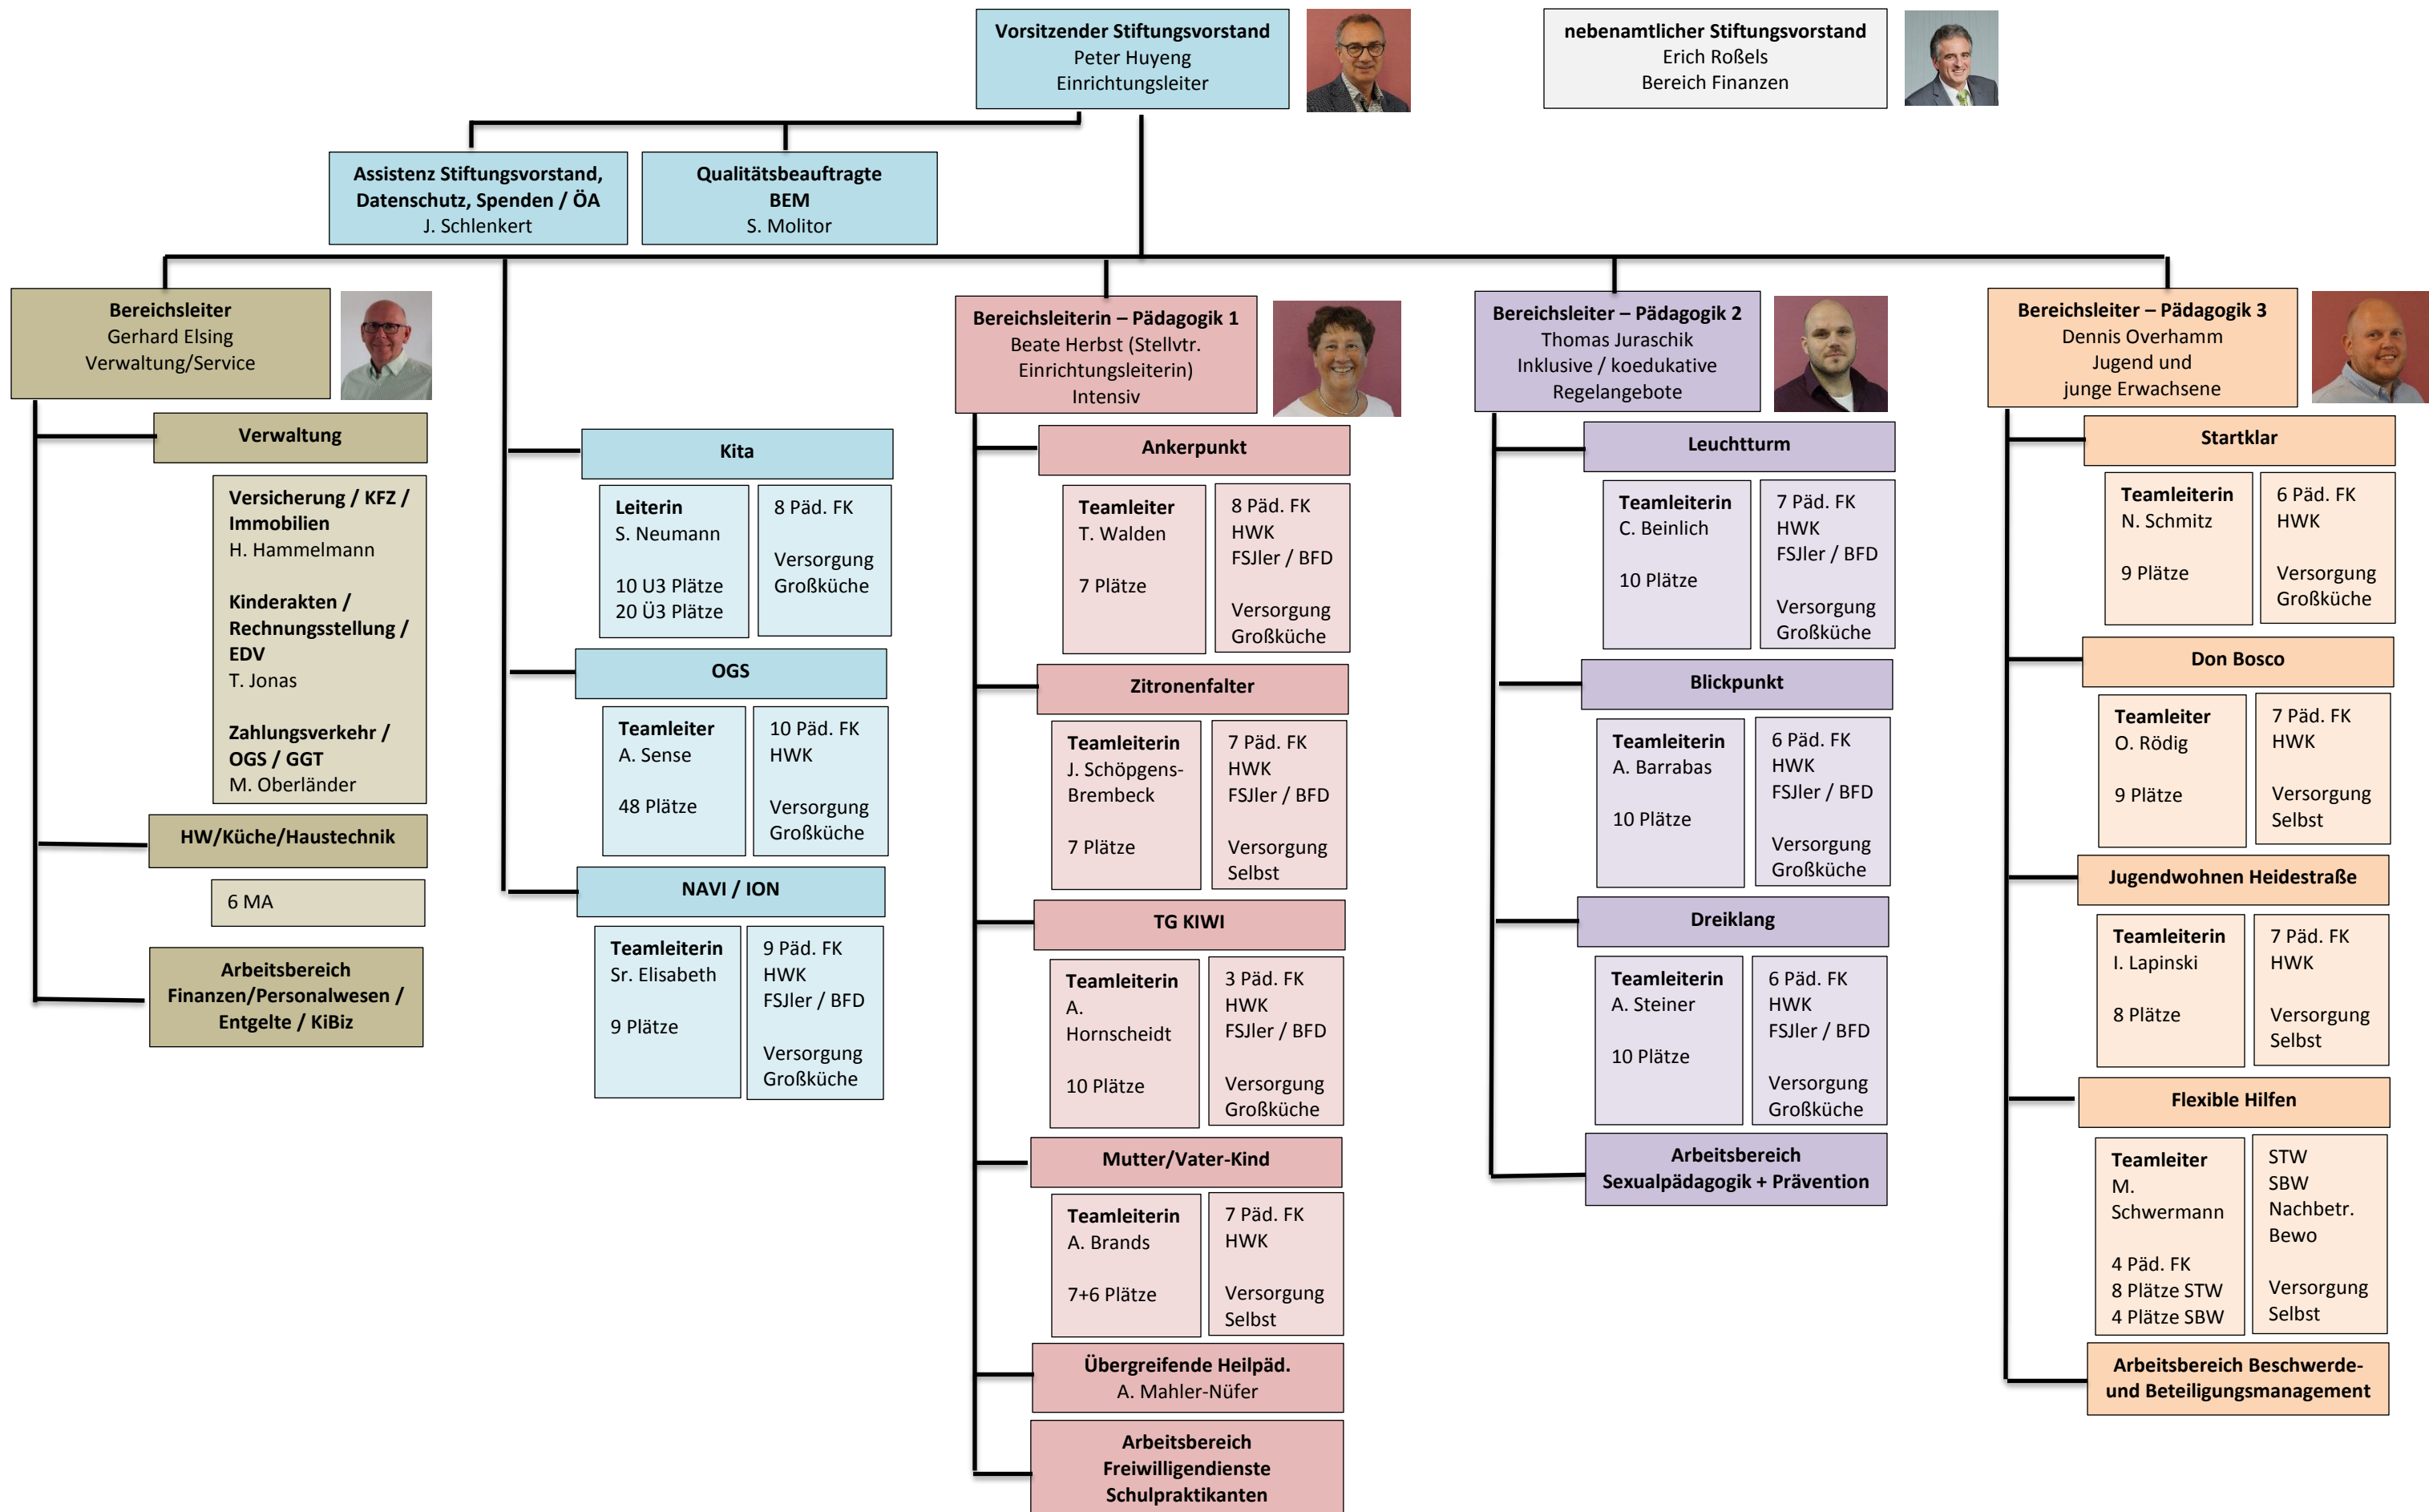 Vorsitzender Stiftungsvorstand
Peter Huyeng
Einrichtungsleiter
nebenamtlicher Stiftungsvorstand
Erich Roßels
Bereich Finanzen
Assistenz Stiftungsvorstand,
Datenschutz, Spenden / ÖA
J. Schlenkert
Qualitätsbeauftragte
BEM
S. Molitor
Bereichsleiter
Gerhard Elsing
Verwaltung/Service
Verwaltung
Versicherung / KFZ /
Immobilien
H. Hammelmann
Kinderakten /
Rechnungsstellung /
EDV
T. Jonas
Zahlungsverkehr /
OGS / GGT
M. Oberländer
HW/Küche/Haustechnik
6 MA
Arbeitsbereich
Finanzen/Personalwesen /
Entgelte / KiBiz
Kita
Leiterin
S. Neumann
10 U3 Plätze
20 Ü3 Plätze
8 Päd. FK
Versorgung
Großküche
OGS
Teamleiter
A. Sense
48 Plätze
10 Päd. FK
HWK
Versorgung
Großküche
NAVI / ION
Teamleiterin
Sr. Elisabeth
9 Plätze
9 Päd. FK
HWK
FSJler / BFD
Versorgung
Großküche
Bereichsleiterin – Pädagogik 1
Beate Herbst (Stellvtr.
Einrichtungsleiterin)
Intensiv
Ankerpunkt
Teamleiter
T. Walden
7 Plätze
8 Päd. FK
HWK
FSJler / BFD
Versorgung
Großküche
Zitronenfalter
Teamleiterin
J. Schöpgens-
Brembeck
7 Plätze
7 Päd. FK
HWK
FSJler / BFD
Versorgung
Selbst
TG KIWI
Teamleiterin
A.
Hornscheidt
10 Plätze
3 Päd. FK
HWK
FSJler / BFD
Versorgung
Großküche
Mutter/Vater-Kind
Teamleiterin
A. Brands
7+6 Plätze
7 Päd. FK
HWK
Versorgung
Selbst
Übergreifende Heilpäd.
A. Mahler-Nüfer
Arbeitsbereich
Freiwilligendienste
Schulpraktikanten
Bereichsleiter – Pädagogik 2
Thomas Juraschik
Inklusive / koedukative
Regelangebote
Leuchtturm
Teamleiterin
C. Beinlich
10 Plätze
7 Päd. FK
HWK
FSJler / BFD
Versorgung
Großküche
Blickpunkt
Teamleiterin
A. Barrabas
10 Plätze
6 Päd. FK
HWK
FSJler / BFD
Versorgung
Großküche
Dreiklang
Teamleiterin
A. Steiner
10 Plätze
6 Päd. FK
HWK
FSJler / BFD
Versorgung
Großküche
Arbeitsbereich
Sexualpädagogik + Prävention
Bereichsleiter – Pädagogik 3
Dennis Overhamm
Jugend und
junge Erwachsene
Startklar
Teamleiterin
N. Schmitz
9 Plätze
6 Päd. FK
HWK
Versorgung
Großküche
Don Bosco
Teamleiter
O. Rödig
9 Plätze
7 Päd. FK
HWK
Versorgung
Selbst
Jugendwohnen Heidestraße
Teamleiterin
I. Lapinski
8 Plätze
7 Päd. FK
HWK
Versorgung
Selbst
Flexible Hilfen
Teamleiter
M.
Schwermann
4 Päd. FK
8 Plätze STW
4 Plätze SBW
STW
SBW
Nachbetr.
Bewo
Versorgung
Selbst
Arbeitsbereich Beschwerde-
und Beteiligungsmanagement